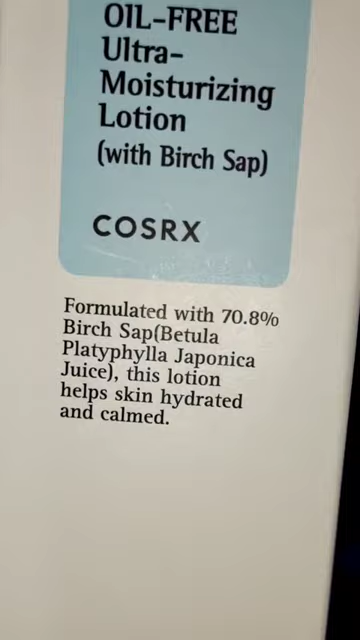 OIL-FREE
Ultra-
Moisturizing
Lotion
(with Birch Sap)
COSRX
Formulated with 70.8%
Birch Sap(Betula
Platyphylla Japonica
Juice), this lotion
helps skin hydrated
and calmed.